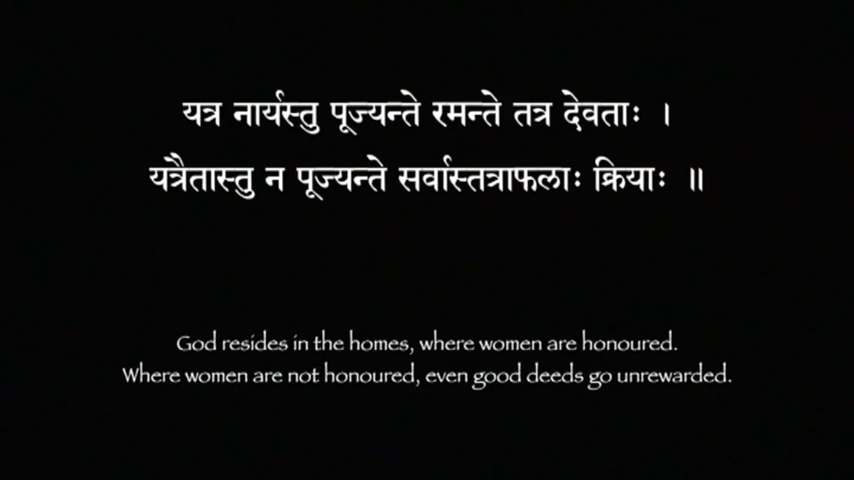 यत्र नार्यस्तु पूज्यन्ते रमन्ते तत्र देवताः ।
यत्रैतास्तु न पूज्यन्ते सर्वास्तत्राफलाः क्रियाः ॥
God resides in the homes, where women are honoured.
Where women are not honoured, even good deeds go unrewarded.